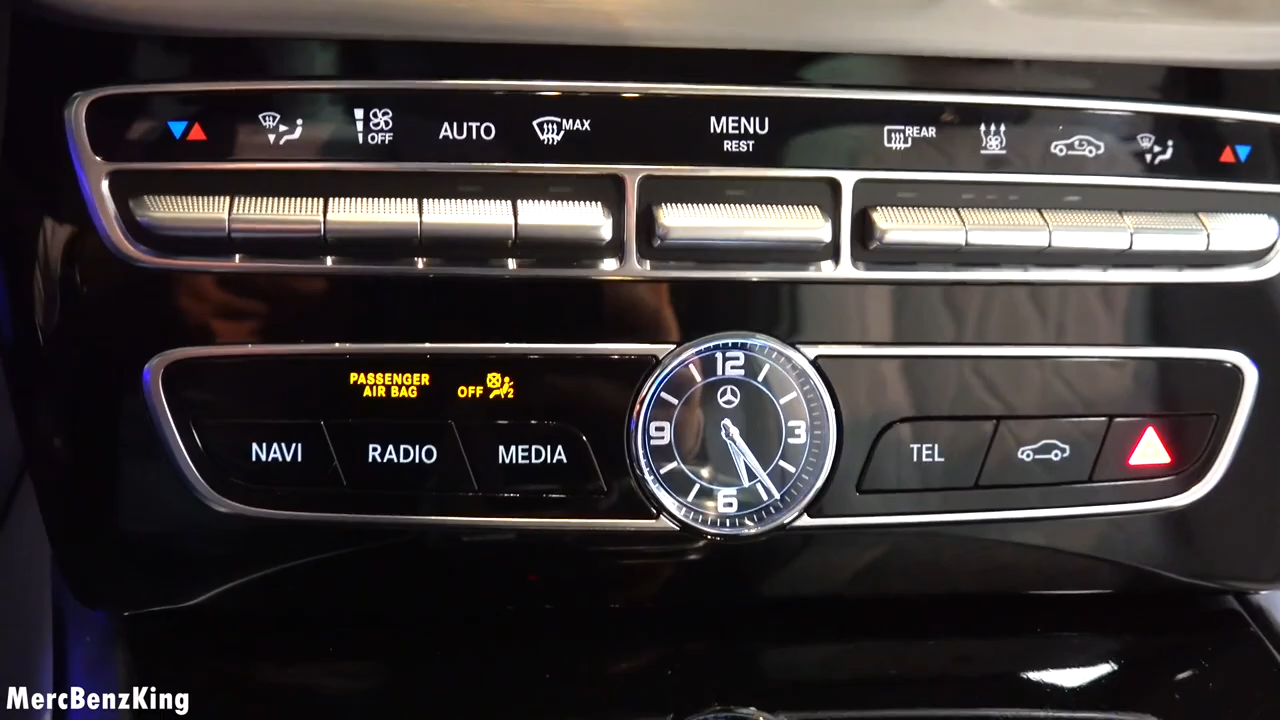 OFF
AUTO
MAX
MENU
REST
REAR
PASSENGER
AIR BAG
OFF
2
12
9
3
6
NAVI
RADIO
MEDIA
TEL
MercBenzKing